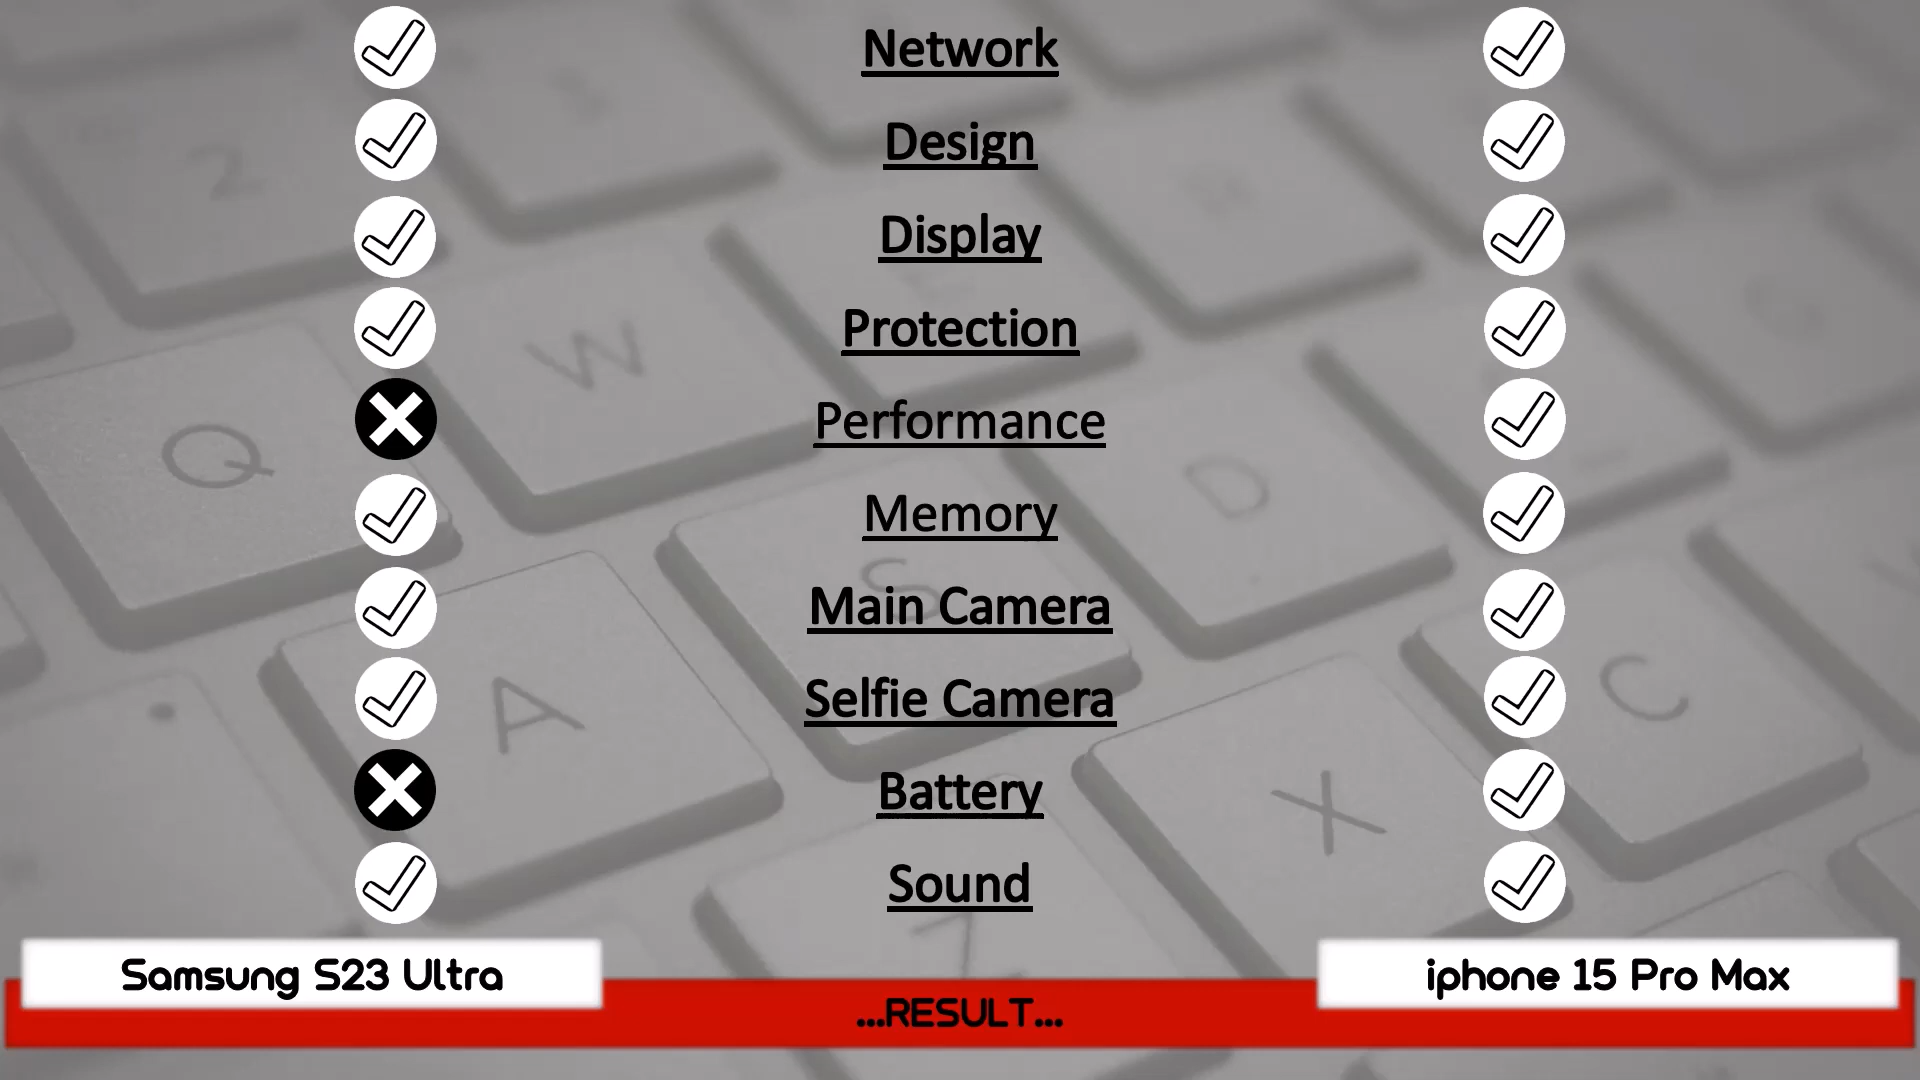 Network
Design
Display
Protection
Performance
Memory
Main Camera
Selfie Camera
Battery
Sound
Samsung S23 Ultra
iphone 15 Pro Max
...RESULT...
2
W
E
Q
D
S
A
C
X
Z